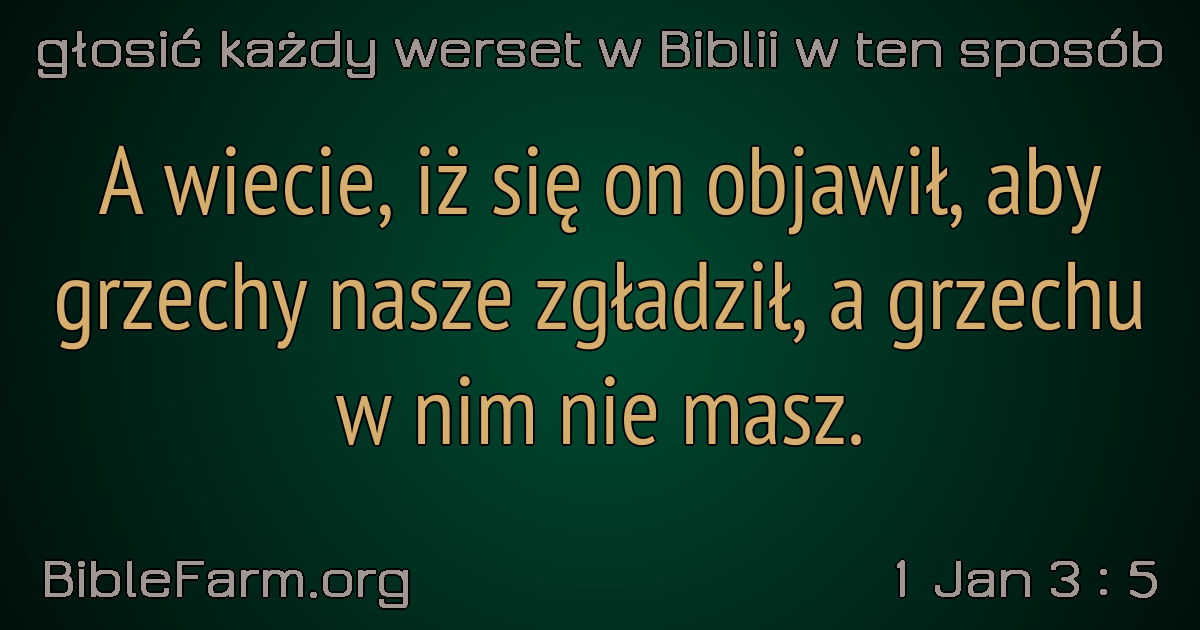 głosić każdy werset w Biblii w ten sposób
A wiecie, iż się on objawił, aby
grzechy nasze zgładził, a grzechu
w nim nie masz.
BibleFarm.org
1 Jan 3 : 5